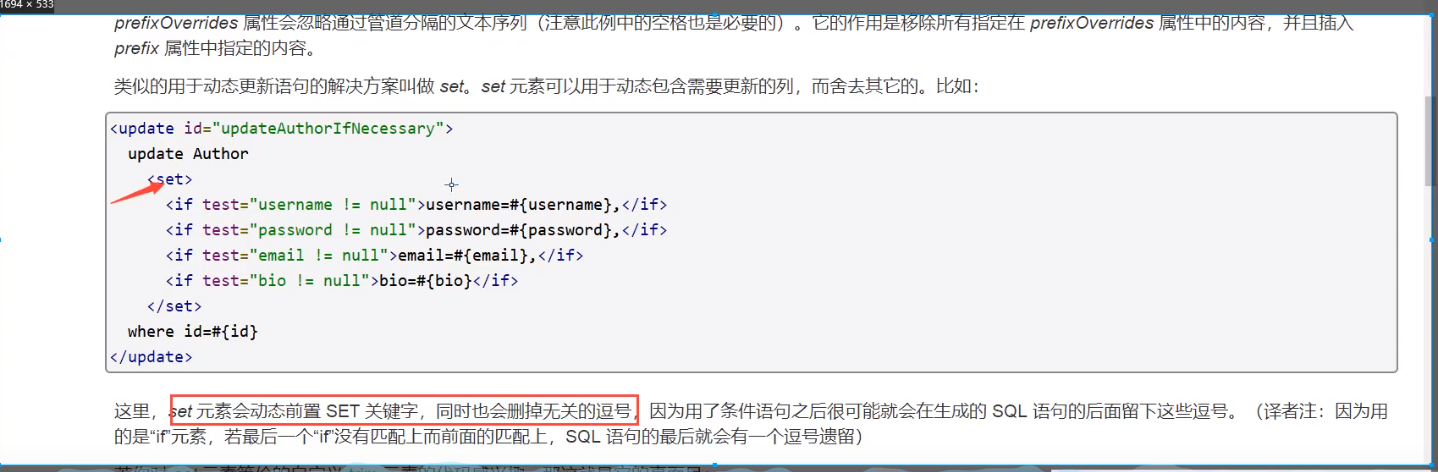 1694 × 533
prefixOverrides 属性会忽略通过管道分隔的文本序列（注意此例中的空格也是必要的）。它的作用是移除所有指定在 prefixOverrides 属性中的内容，并且插入
prefix 属性中指定的内容。
类似的用于动态更新语句的解决方案叫做 set。set 元素可以用于动态包含需要更新的列，而舍去其它的。比如：
<update id="updateAuthorIfNecessary">
update Author
<set>
<if test="username != null">username=#{username},</if>
<if test="password != null">password=#{password},</if>
<if test="email != null">email=#{email},</if>
<if test="bio != null">bio=#{bio}</if>
</set>
where id=#{id}
</update>
这里，set 元素会动态前置 SET 关键字，同时也会删掉无关的逗号，因为用了条件语句之后很可能就会在生成的 SQL 语句的后面留下这些逗号。（译者注：因为用
的是“if”元素，若最后一个“if”没有匹配上而前面的匹配上，SQL 语句的最后就会有一个逗号遗留）